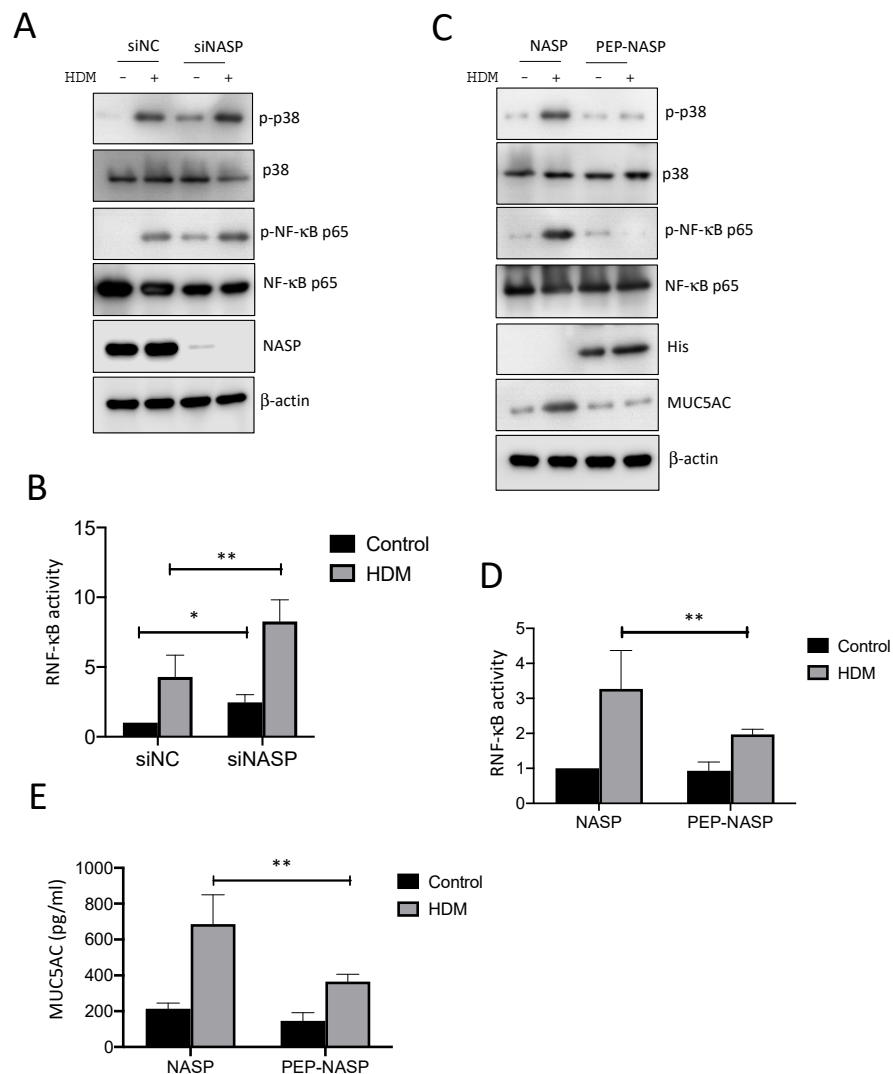 A
siNC siNASP
HDM - + - +
p-p38
p38
p-NF-κB p65
NF-κB p65
NASP
β-actin
C
NASP PEP-NASP
HDM - + - +
p-p38
p38
p-NF-κB p65
NF-κB p65
His
MUC5AC
β-actin
B
RNF-κB activity
15
10
5
0
**
*
siNC siNASP
Control
HDM
D
RNF-κB activity
5
4
3
2
1
0
**
NASP PEP-NASP
Control
HDM
E
MUC5AC (pg/ml)
1000
800
600
400
200
0
**
NASP PEP-NASP
Control
HDM